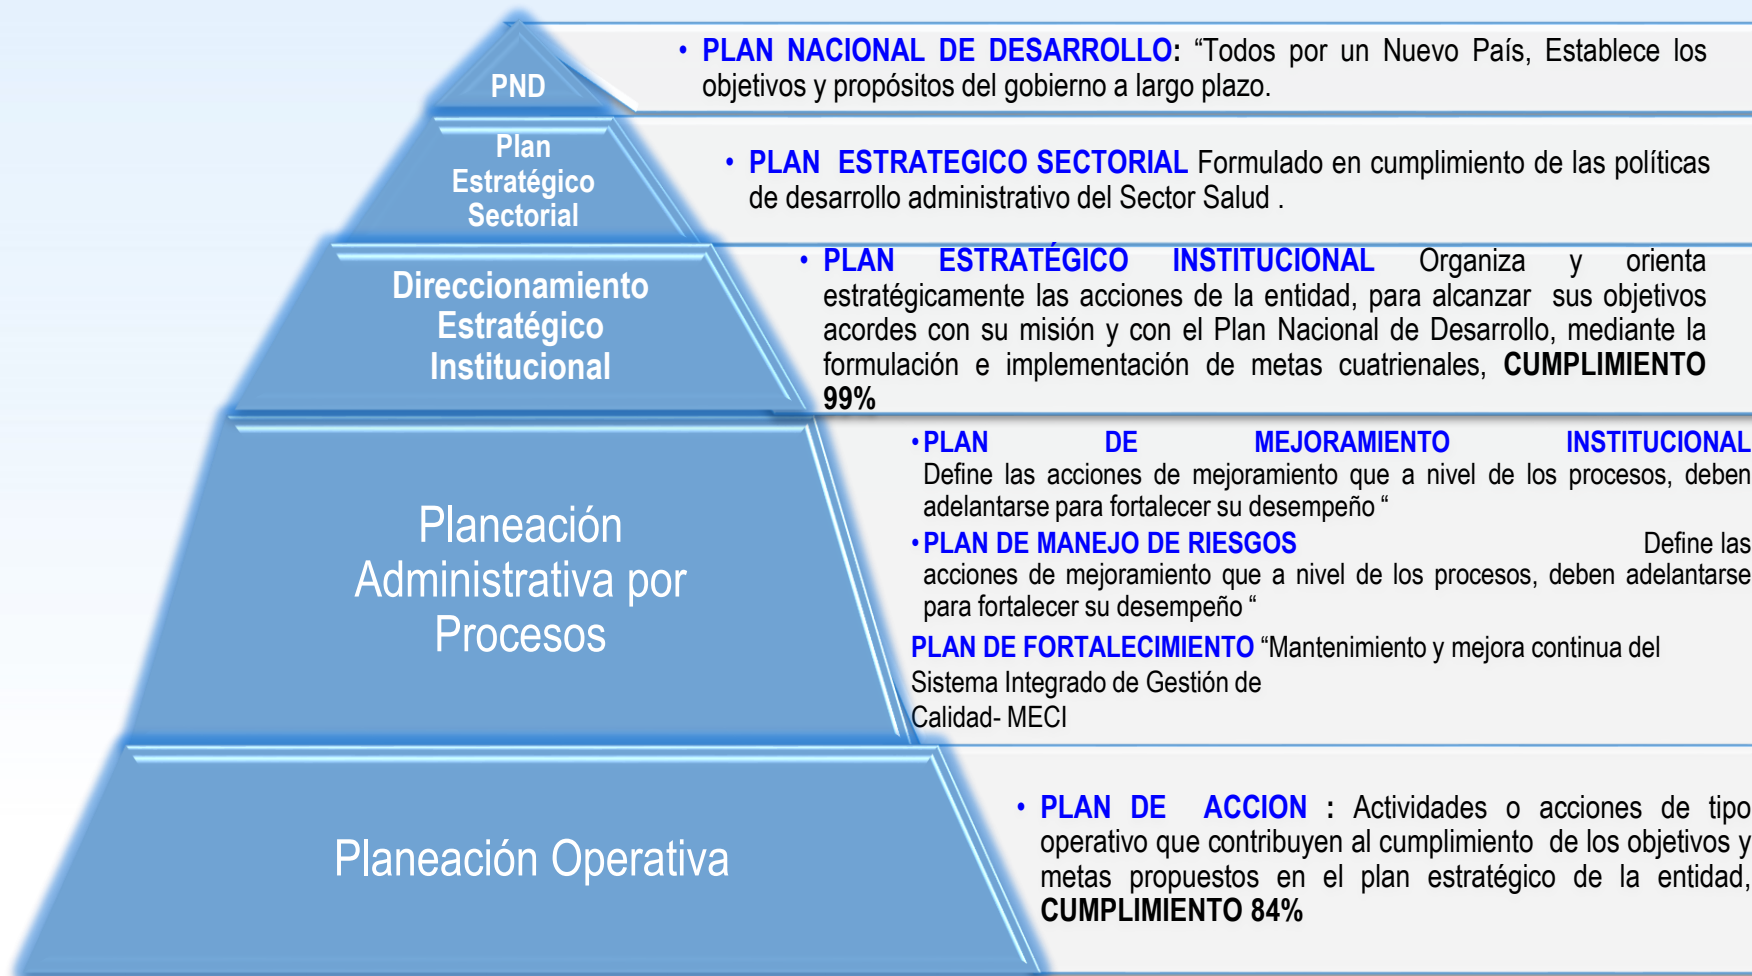 PND
• PLAN NACIONAL DE DESARROLLO: “Todos por un Nuevo País, Establece los
objetivos y propósitos del gobierno a largo plazo.
Plan
Estratégico
Sectorial
• PLAN ESTRATEGICO SECTORIAL Formulado en cumplimiento de las políticas
de desarrollo administrativo del Sector Salud .
Direccionamiento
Estratégico
Institucional
• PLAN ESTRATÉGICO INSTITUCIONAL Organiza y orienta
estratégicamente las acciones de la entidad, para alcanzar sus objetivos
acordes con su misión y con el Plan Nacional de Desarrollo, mediante la
formulación e implementación de metas cuatrienales, CUMPLIMIENTO
99%
Planeación
Administrativa por
Procesos
• PLAN DE MEJORAMIENTO INSTITUCIONAL
Define las acciones de mejoramiento que a nivel de los procesos, deben
adelantarse para fortalecer su desempeño “
• PLAN DE MANEJO DE RIESGOS Define las
acciones de mejoramiento que a nivel de los procesos, deben adelantarse
para fortalecer su desempeño “
PLAN DE FORTALECIMIENTO “Mantenimiento y mejora continua del
Sistema Integrado de Gestión de
Calidad- MECI
Planeación Operativa
• PLAN DE ACCION : Actividades o acciones de tipo
operativo que contribuyen al cumplimiento de los objetivos y
metas propuestos en el plan estratégico de la entidad,
CUMPLIMIENTO 84%